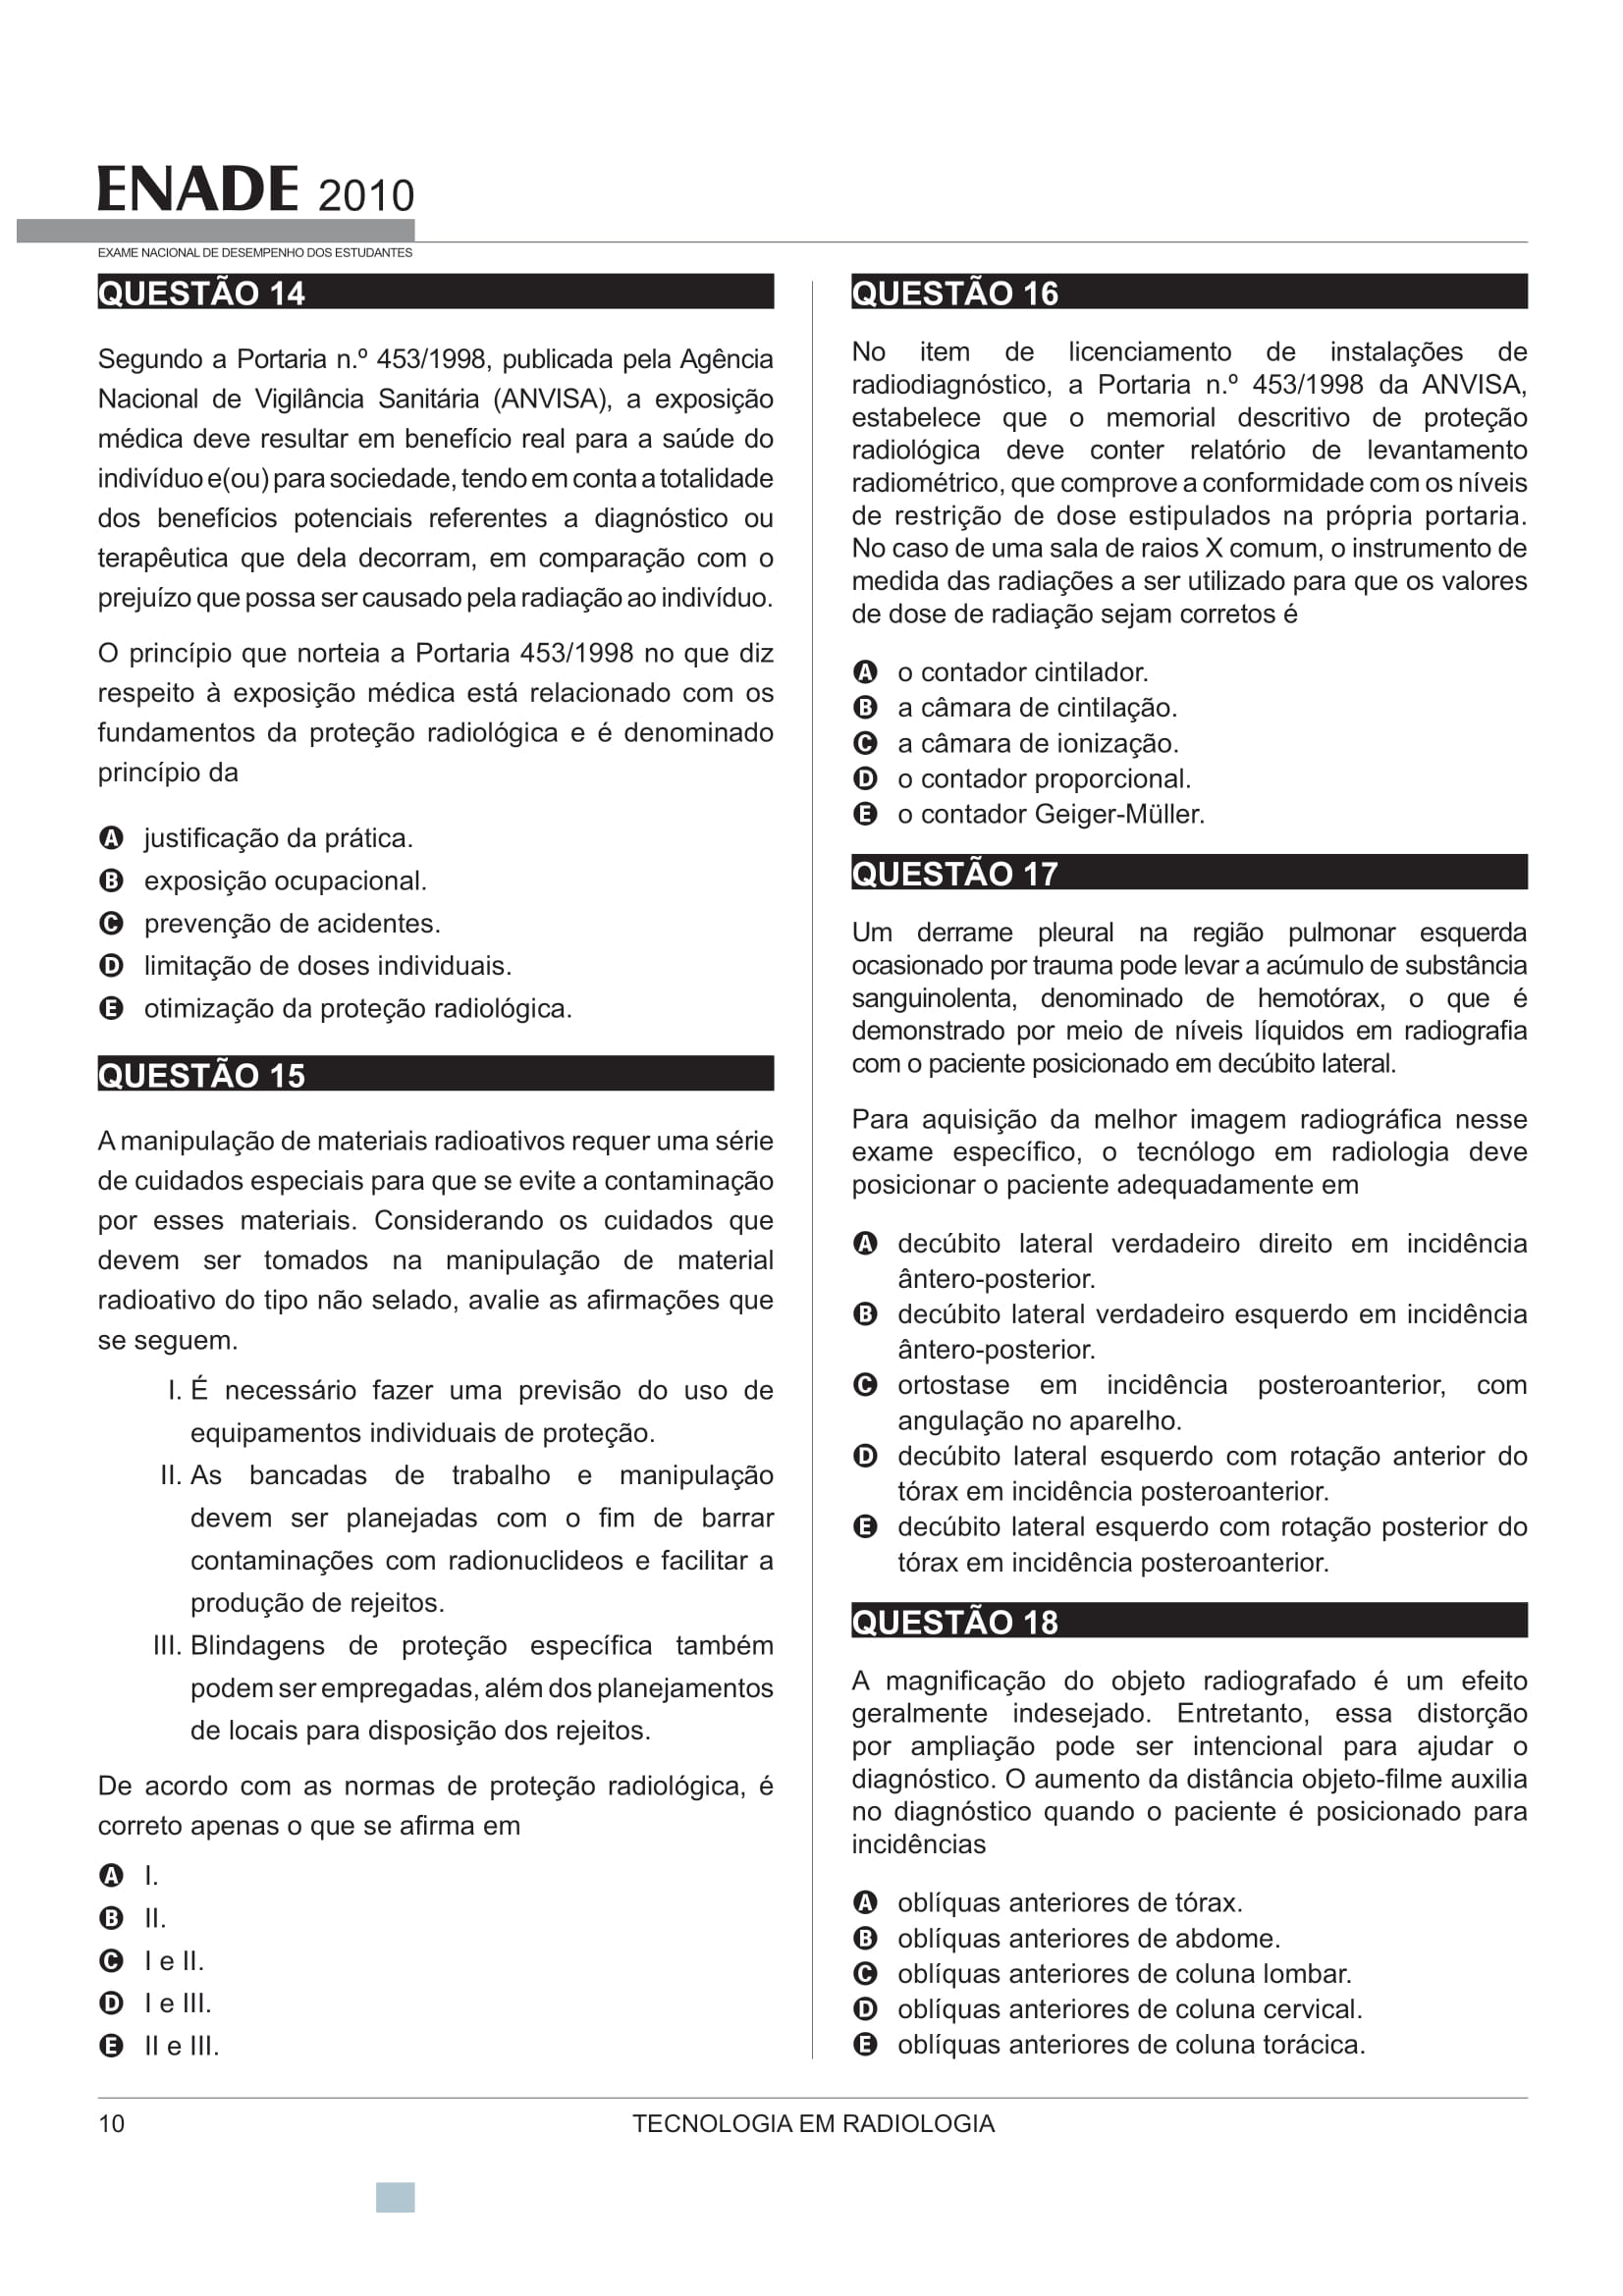 ENADE 2010
EXAME NACIONAL DE DESEMPENHO DOS ESTUDANTES
QUESTÃO 14
Segundo a Portaria n.º 453/1998, publicada pela Agência
Nacional de Vigilância Sanitária (ANVISA), a exposição
médica deve resultar em benefício real para a saúde do
indivíduo e(ou) para sociedade, tendo em conta a totalidade
dos benefícios potenciais referentes a diagnóstico ou
terapêutica que dela decorram, em comparação com o
prejuízo que possa ser causado pela radiação ao indivíduo.
O princípio que norteia a Portaria 453/1998 no que diz
respeito à exposição médica está relacionado com os
fundamentos da proteção radiológica e é denominado
princípio da
A justificação da prática.
B exposição ocupacional.
C prevenção de acidentes.
D limitação de doses individuais.
E otimização da proteção radiológica.
QUESTÃO 15
A manipulação de materiais radioativos requer uma série
de cuidados especiais para que se evite a contaminação
por esses materiais. Considerando os cuidados que
devem ser tomados na manipulação de material
radioativo do tipo não selado, avalie as afirmações que
se seguem.
I. É necessário fazer uma previsão do uso de
equipamentos individuais de proteção.
II. As bancadas de trabalho e manipulação
devem ser planejadas com o fim de barrar
contaminações com radionuclideos e facilitar a
produção de rejeitos.
III. Blindagens de proteção específica também
podem ser empregadas, além dos planejamentos
de locais para disposição dos rejeitos.
De acordo com as normas de proteção radiológica, é
correto apenas o que se afirma em
A I.
B II.
C I e II.
D I e III.
E II e III.
QUESTÃO 16
No item de licenciamento de instalações de
radiodiagnóstico, a Portaria n.º 453/1998 da ANVISA,
estabelece que o memorial descritivo de proteção
radiológica deve conter relatório de levantamento
radiométrico, que comprove a conformidade com os níveis
de restrição de dose estipulados na própria portaria.
No caso de uma sala de raios X comum, o instrumento de
medida das radiações a ser utilizado para que os valores
de dose de radiação sejam corretos é
A o contador cintilador.
B a câmara de cintilação.
C a câmara de ionização.
D o contador proporcional.
E o contador Geiger-Müller.
QUESTÃO 17
Um derrame pleural na região pulmonar esquerda
ocasionado por trauma pode levar a acúmulo de substância
sanguinolenta, denominado de hemotórax, o que é
demonstrado por meio de níveis líquidos em radiografia
com o paciente posicionado em decúbito lateral.
Para aquisição da melhor imagem radiográfica nesse
exame específico, o tecnólogo em radiologia deve
posicionar o paciente adequadamente em
A decúbito lateral verdadeiro direito em incidência
ântero-posterior.
B decúbito lateral verdadeiro esquerdo em incidência
ântero-posterior.
C ortostase em incidência posteroanterior, com
angulação no aparelho.
D decúbito lateral esquerdo com rotação anterior do
tórax em incidência posteroanterior.
E decúbito lateral esquerdo com rotação posterior do
tórax em incidência posteroanterior.
QUESTÃO 18
A magnificação do objeto radiografado é um efeito
geralmente indesejado. Entretanto, essa distorção
por ampliação pode ser intencional para ajudar o
diagnóstico. O aumento da distância objeto-filme auxilia
no diagnóstico quando o paciente é posicionado para
incidências
A oblíquas anteriores de tórax.
B oblíquas anteriores de abdome.
C oblíquas anteriores de coluna lombar.
D oblíquas anteriores de coluna cervical.
E oblíquas anteriores de coluna torácica.
10
TECNOLOGIA EM RADIOLOGIA